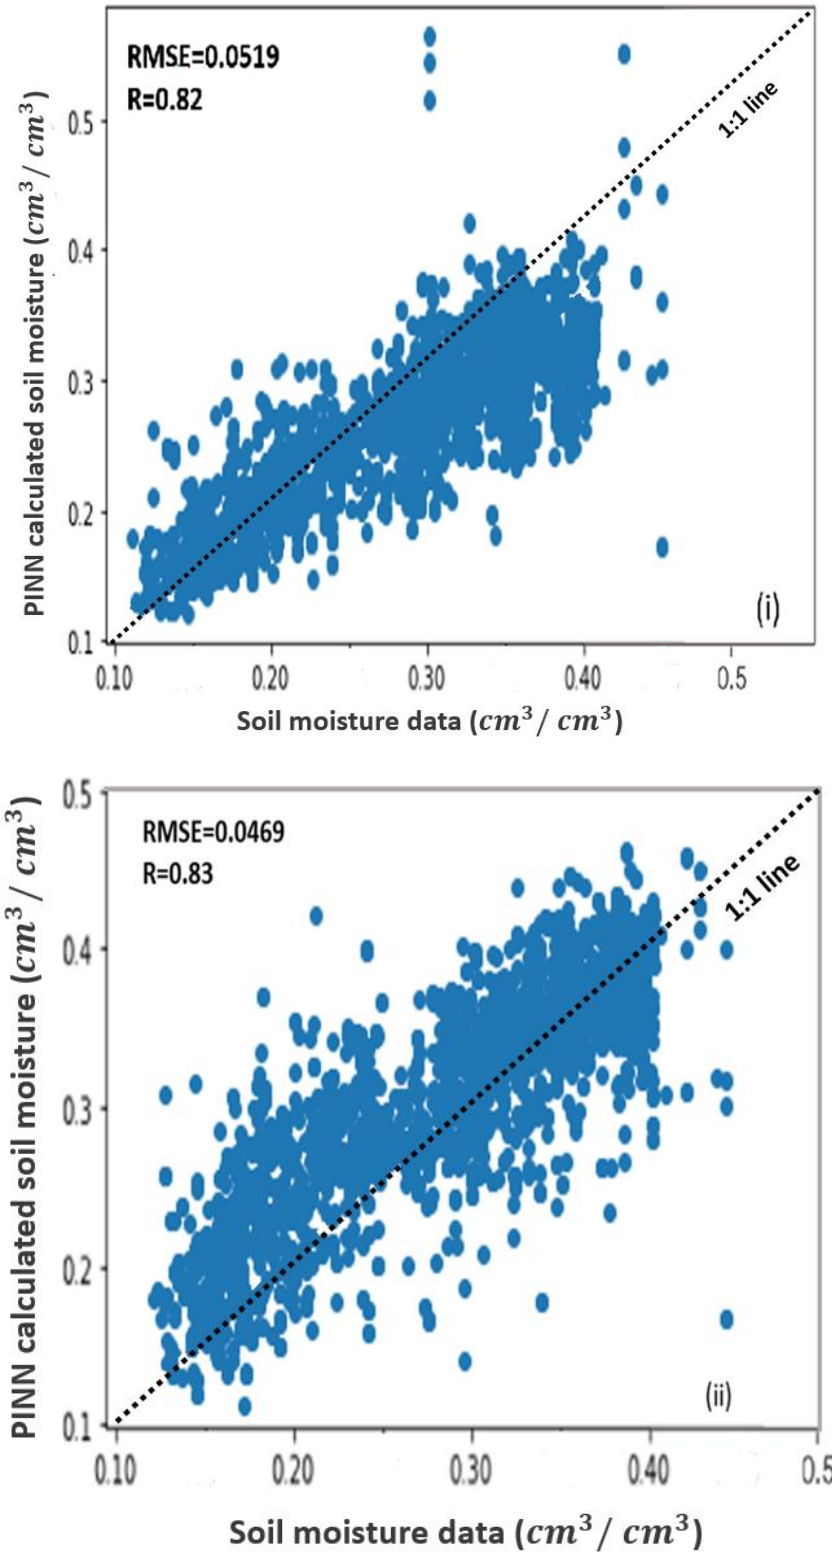 RMSE=0.0519
R=0.82
1:1 line
0.5
0.4
0.3
0.2
0.1
PINN calculated soil moisture (cm³/ cm³)
(i)
0.10 0.20 0.30 0.40 0.5
Soil moisture data (cm³/ cm³)
0.5
RMSE=0.0469
R=0.83
1:1 line
0.4
0.3
0.2
0.1
PINN calculated soil moisture (cm³/ cm³)
(ii)
0.10 0.20 0.30 0.40 0.5
Soil moisture data (cm³/ cm³)